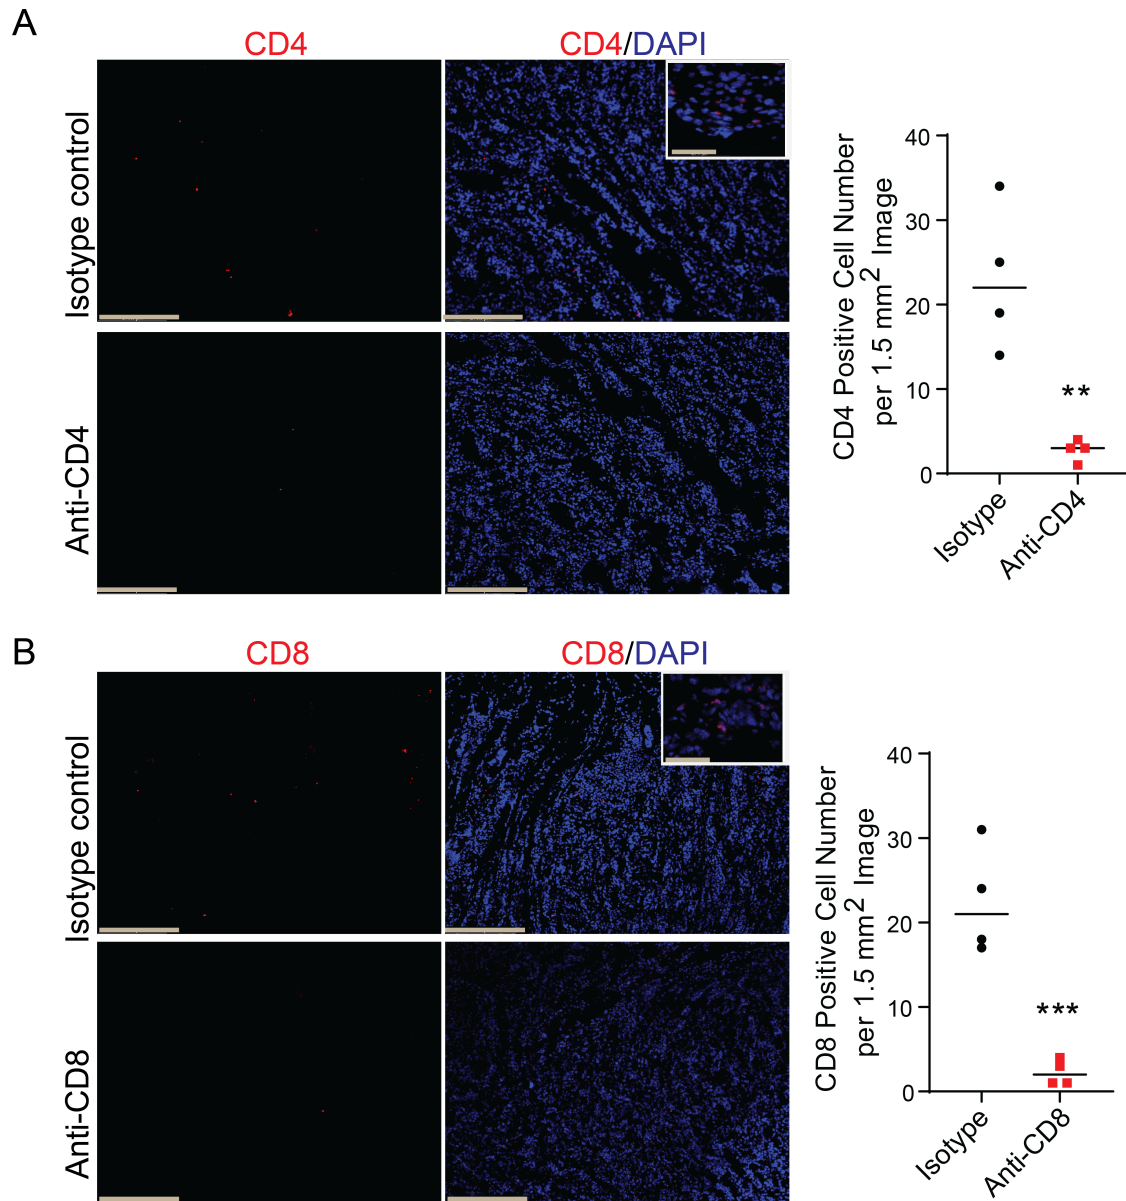 A
CD4
CD4/DAPI
Isotype control
Anti-CD4
CD4 Positive Cell Number
per 1.5 mm² Image
40
30
20
10
0
**
Isotype
Anti-CD4
B
CD8
CD8/DAPI
Isotype control
Anti-CD8
CD8 Positive Cell Number
per 1.5 mm² Image
40
30
20
10
0
***
Isotype
Anti-CD8